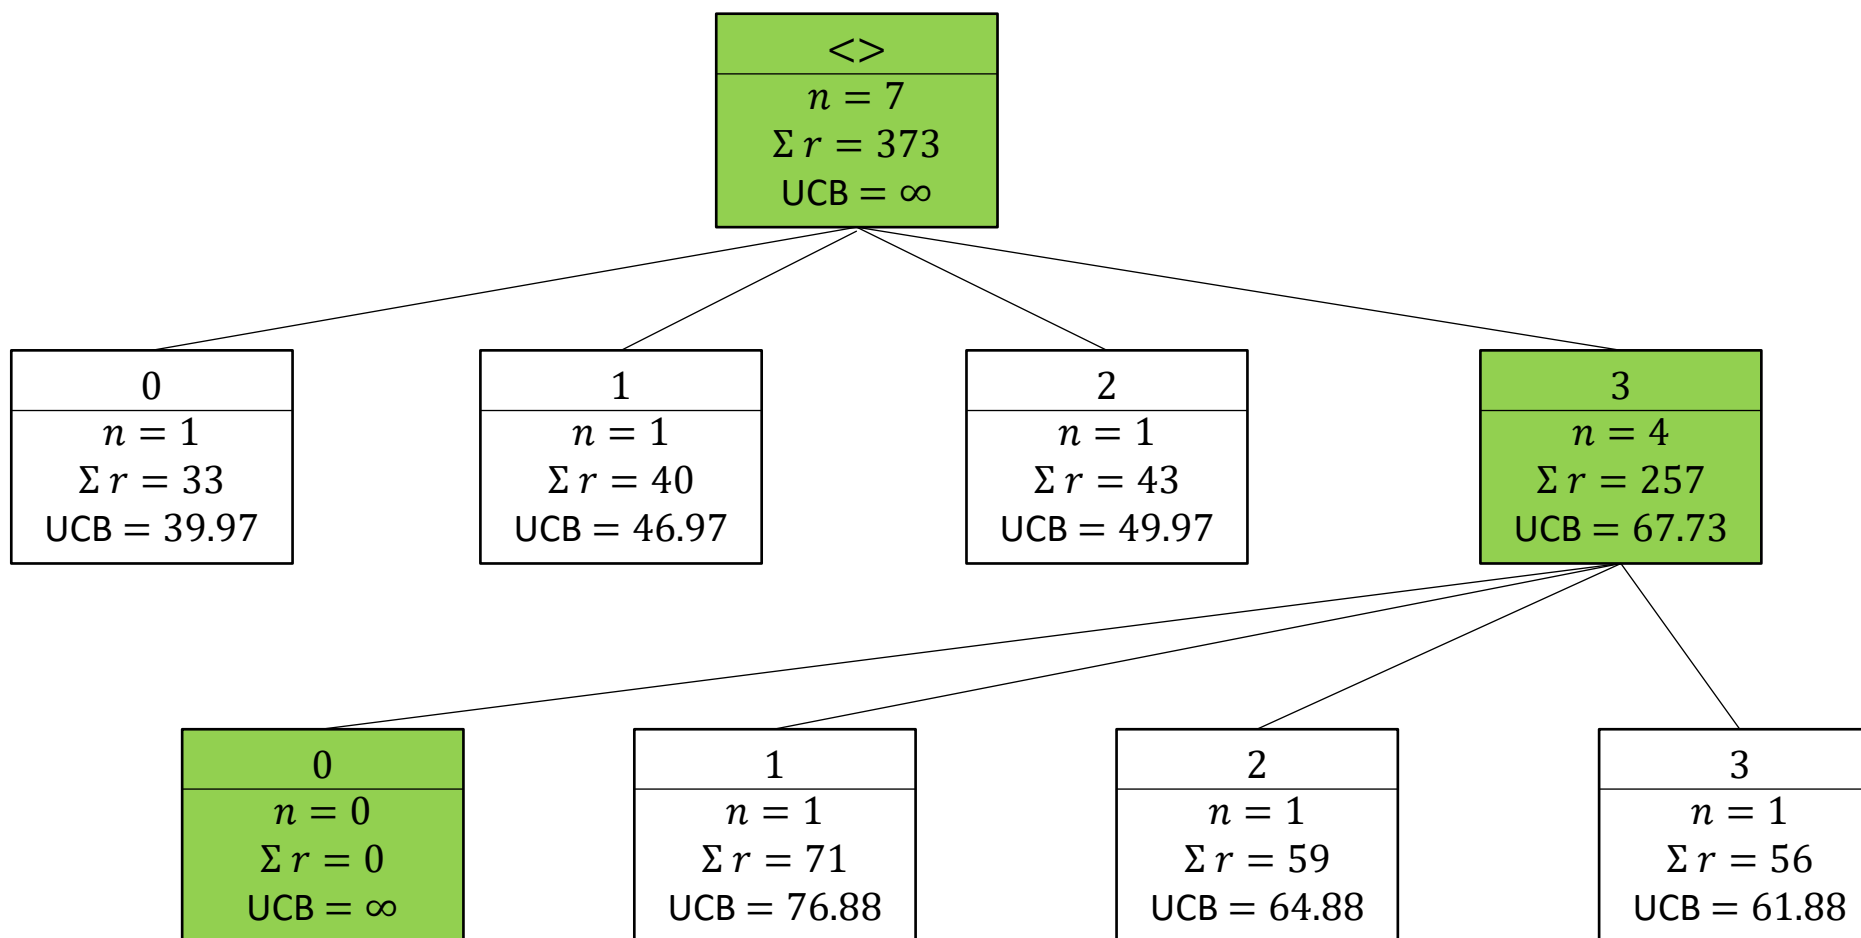 <>
n = 7
Σ r = 373
UCB = ∞
0
n = 1
Σ r = 33
UCB = 39.97
1
n = 1
Σ r = 40
UCB = 46.97
2
n = 1
Σ r = 43
UCB = 49.97
3
n = 4
Σ r = 257
UCB = 67.73
0
n = 0
Σ r = 0
UCB = ∞
1
n = 1
Σ r = 71
UCB = 76.88
2
n = 1
Σ r = 59
UCB = 64.88
3
n = 1
Σ r = 56
UCB = 61.88